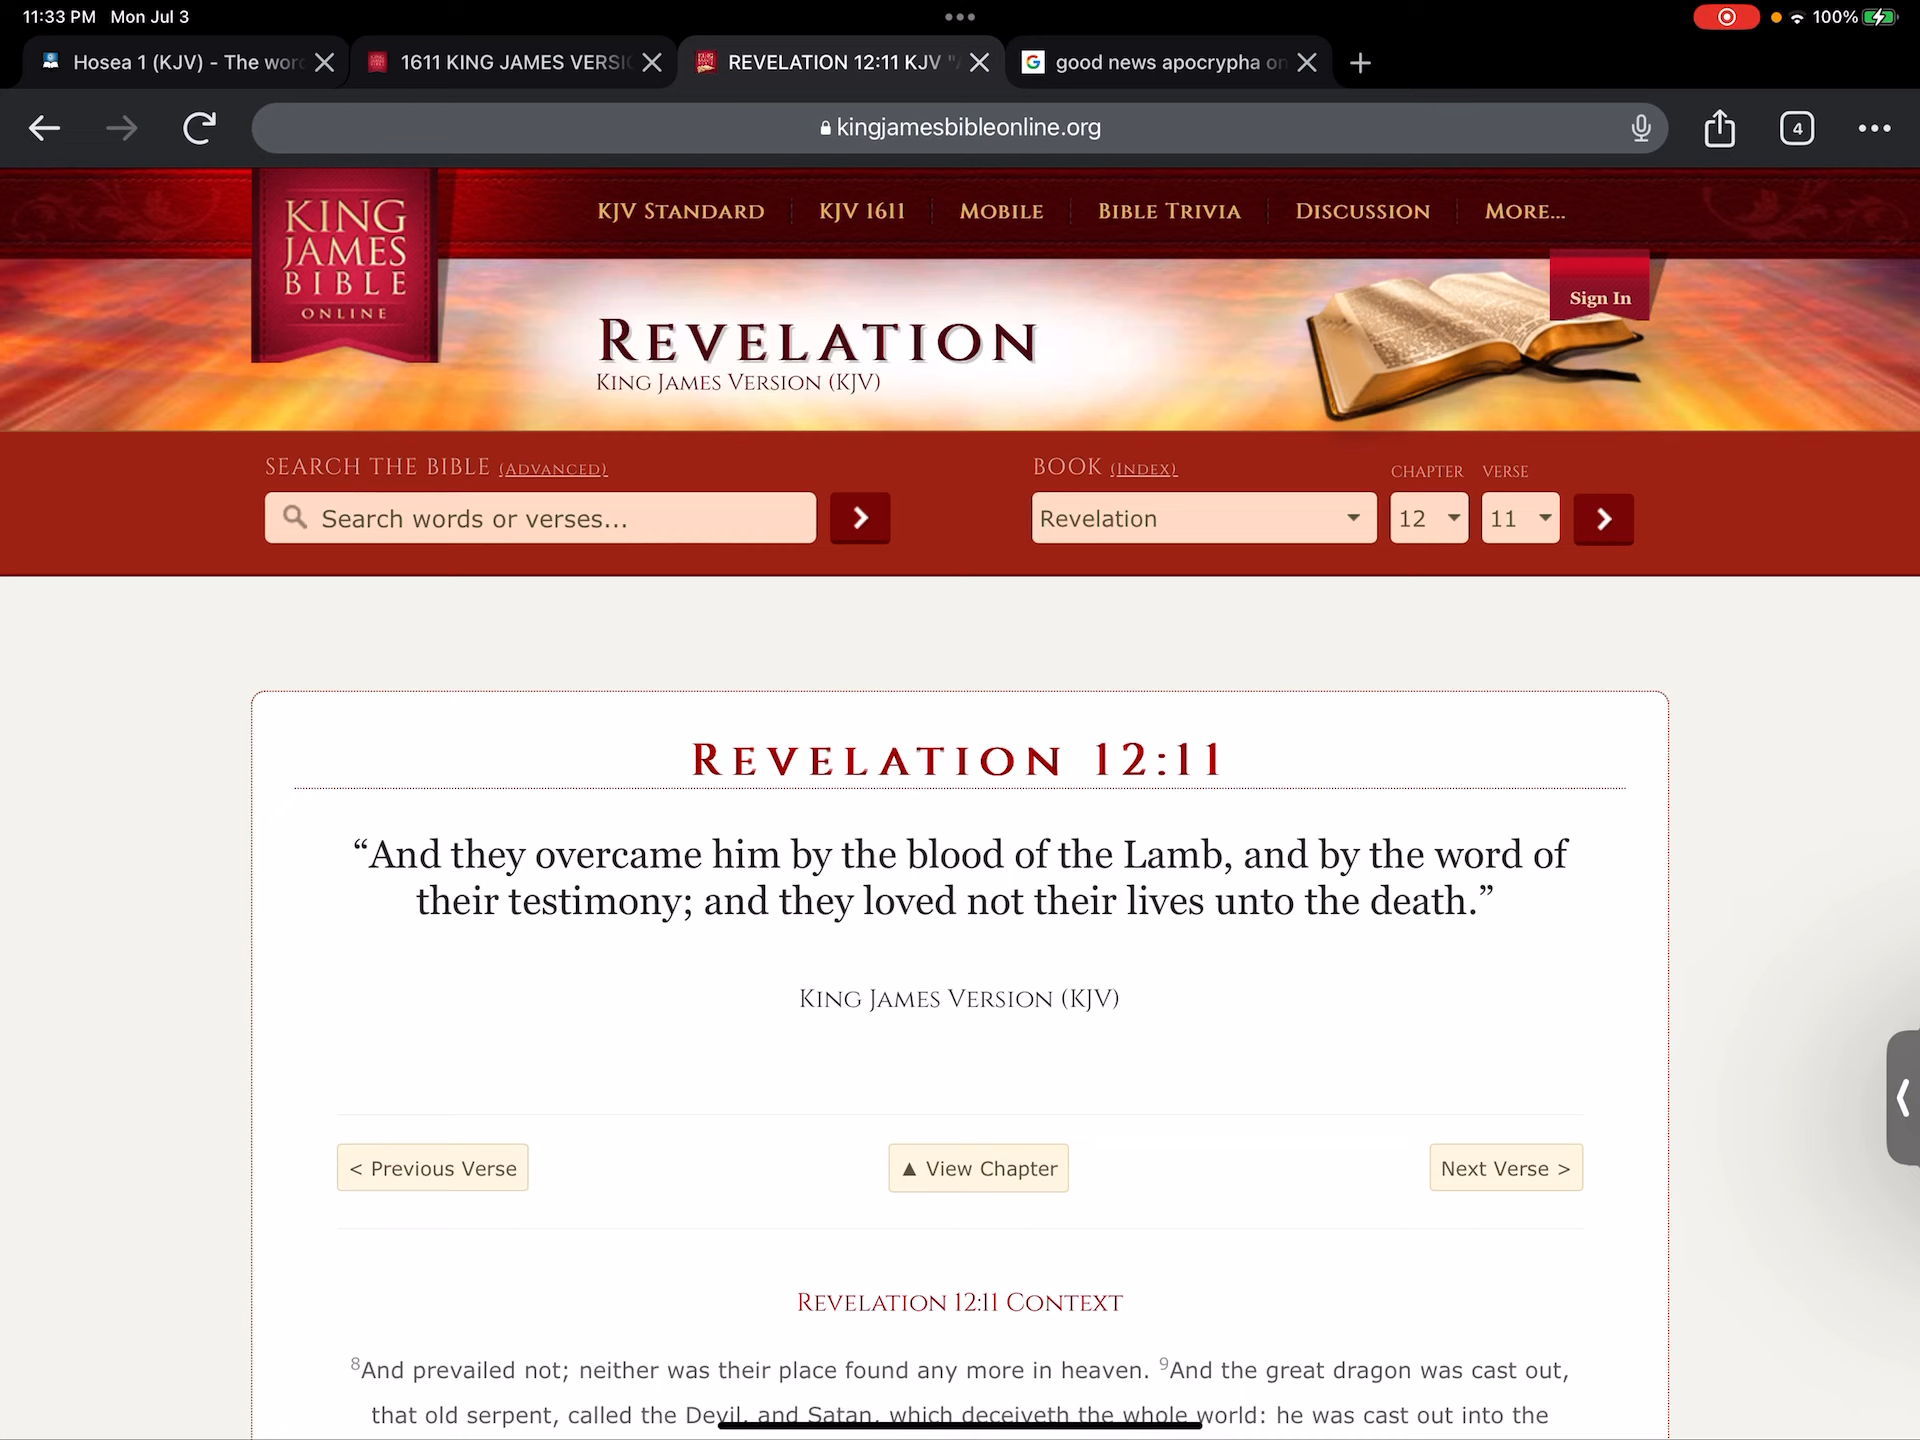 11:33 PM Mon Jul 3
100%
Hosea 1 (KJV) - The word
1611 KING JAMES VERSI
REVELATION 12:11 KJV "
good news apocrypha on
kingjamesbibleonline.org
4
KING
JAMES
BIBLE
ONLINE
KJV STANDARD
KJV 1611
MOBILE
BIBLE TRIVIA
DISCUSSION
MORE...
Sign In
REVELATION
KING JAMES VERSION (KJV)
SEARCH THE BIBLE (ADVANCED)
BOOK (INDEX)
CHAPTER
VERSE
Search words or verses...
Revelation
12
11
REVELATION 12:11
“And they overcame him by the blood of the Lamb, and by the word of
their testimony; and they loved not their lives unto the death.”
KING JAMES VERSION (KJV)
< Previous Verse
▲ View Chapter
Next Verse >
REVELATION 12:11 CONTEXT
8And prevailed not; neither was their place found any more in heaven. 9And the great dragon was cast out,
that old serpent, called the Devil, and Satan, which deceiveth the whole world: he was cast out into the